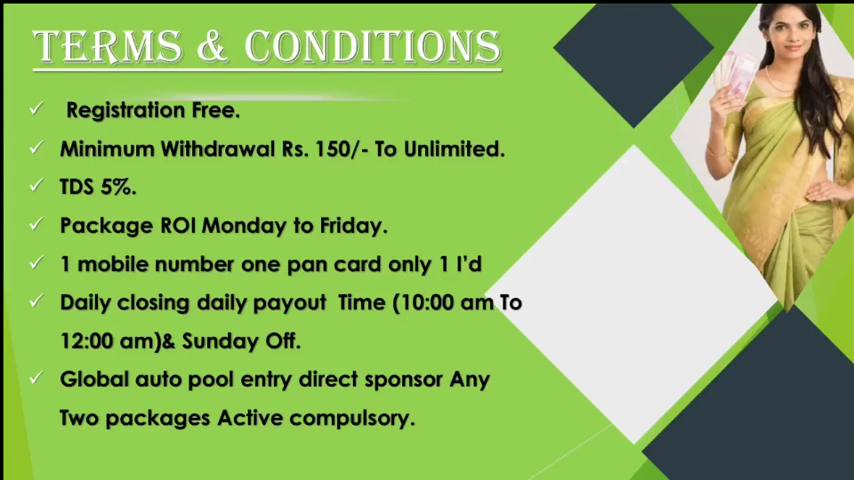 TERMS & CONDITIONS
Registration Free.
Minimum Withdrawal Rs. 150/- To Unlimited.
TDS 5%.
Package ROI Monday to Friday.
1 mobile number one pan card only 1 I'd
Daily closing daily payout Time (10:00 am To
12:00 am)& Sunday Off.
Global auto pool entry direct sponsor Any
Two packages Active compulsory.